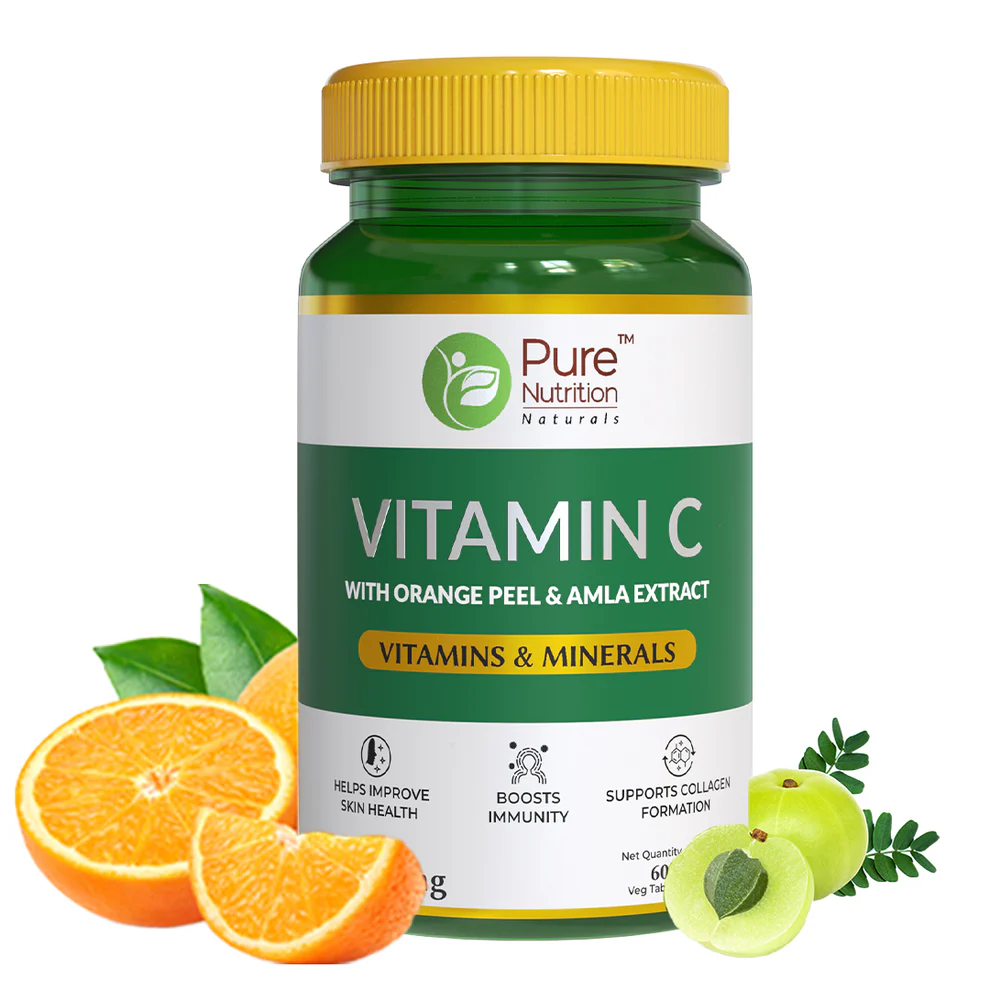 Pure™
Nutrition
Naturals
VITAMIN C
WITH ORANGE PEEL & AMLA EXTRACT
VITAMINS & MINERALS
HELPS IMPROVE
SKIN HEALTH
BOOSTS
IMMUNITY
SUPPORTS COLLAGEN
FORMATION
Net Quantity
60
Veg